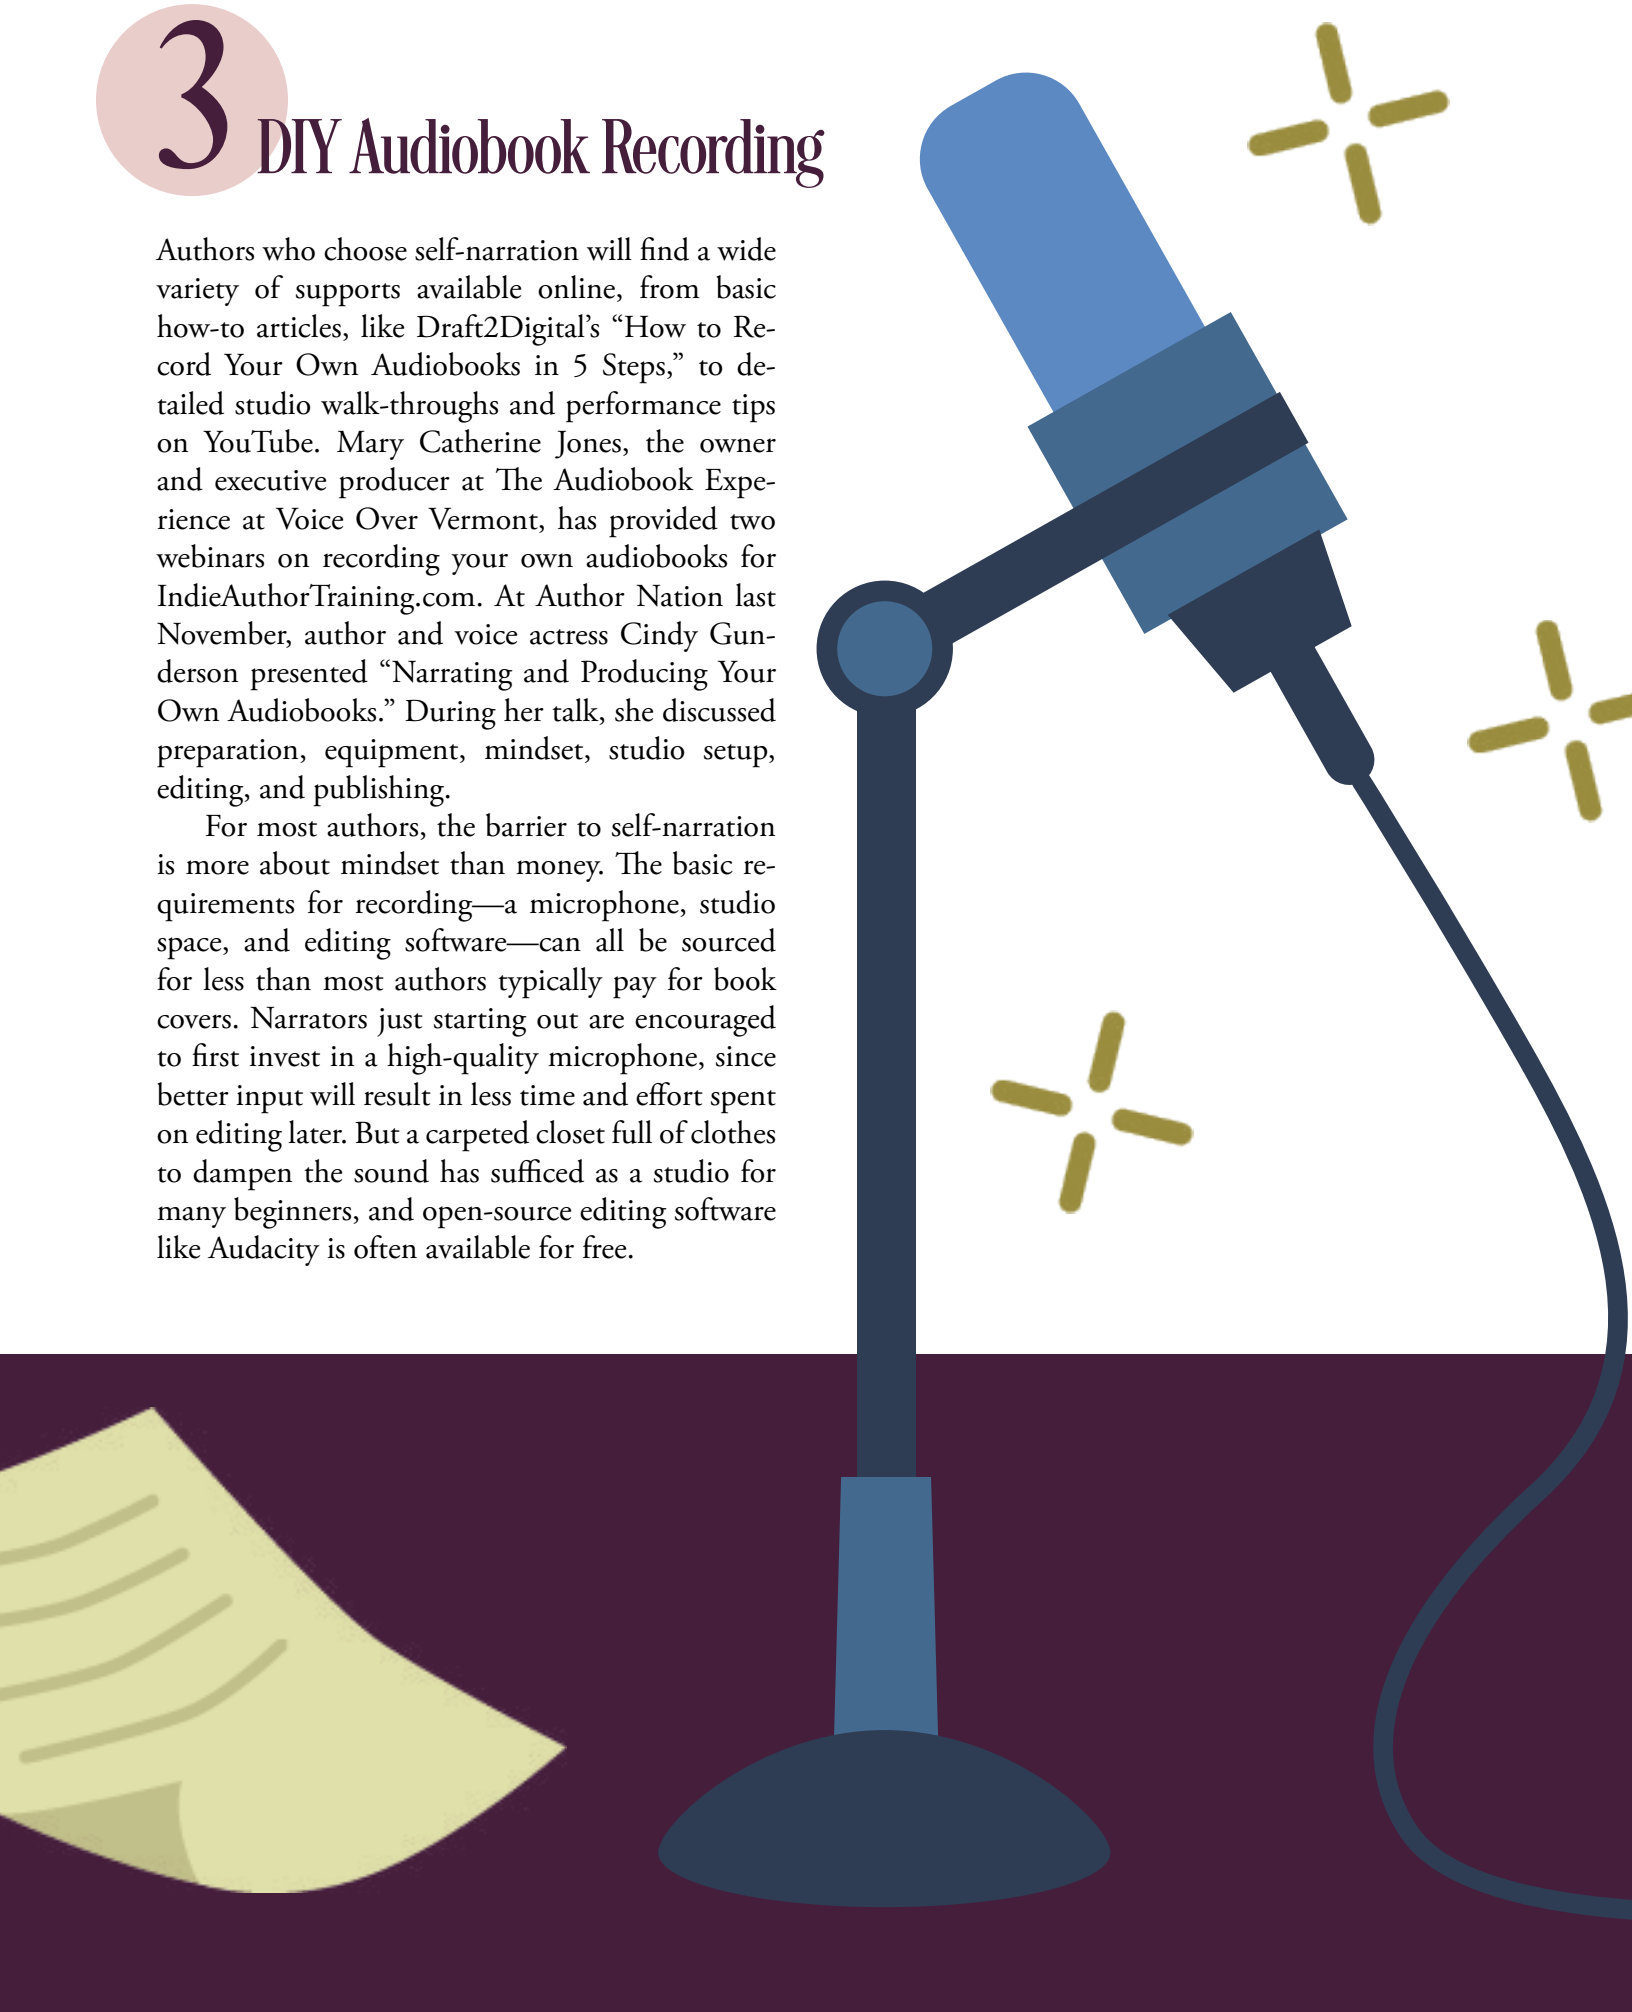 3
DIY Audiobook Recording
Authors who choose self-narration will find a wide
variety of supports available online, from basic
how-to articles, like Draft2Digital’s “How to Re-
cord Your Own Audiobooks in 5 Steps,” to de-
tailed studio walk-throughs and performance tips
on YouTube. Mary Catherine Jones, the owner
and executive producer at The Audiobook Expe-
rience at Voice Over Vermont, has provided two
webinars on recording your own audiobooks for
IndieAuthorTraining.com. At Author Nation last
November, author and voice actress Cindy Gun-
derson presented “Narrating and Producing Your
Own Audiobooks.” During her talk, she discussed
preparation, equipment, mindset, studio setup,
editing, and publishing.
For most authors, the barrier to self-narration
is more about mindset than money. The basic re-
quirements for recording—a microphone, studio
space, and editing software—can all be sourced
for less than most authors typically pay for book
covers. Narrators just starting out are encouraged
to first invest in a high-quality microphone, since
better input will result in less time and effort spent
on editing later. But a carpeted closet full of clothes
to dampen the sound has sufficed as a studio for
many beginners, and open-source editing software
like Audacity is often available for free.